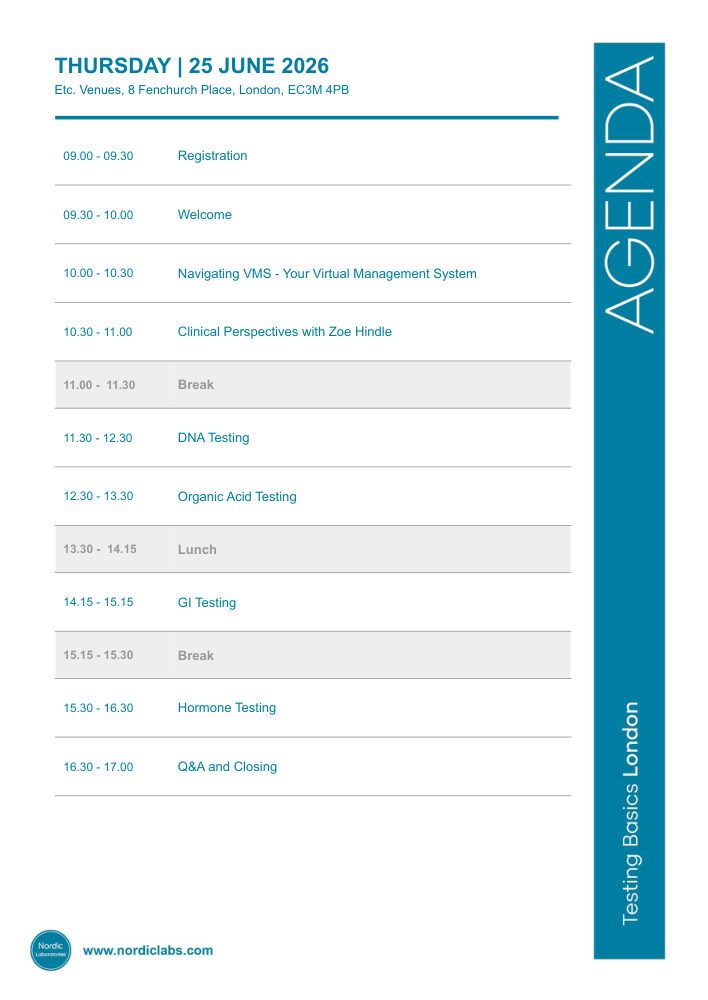 THURSDAY | 25 JUNE 2026
Etc. Venues, 8 Fenchurch Place, London, EC3M 4PB
09.00 - 09.30 Registration
09.30 - 10.00 Welcome
10.00 - 10.30 Navigating VMS - Your Virtual Management System
10.30 - 11.00 Clinical Perspectives with Zoe Hindle
11.00 - 11.30 Break
11.30 - 12.30 DNA Testing
12.30 - 13.30 Organic Acid Testing
13.30 - 14.15 Lunch
14.15 - 15.15 GI Testing
15.15 - 15.30 Break
15.30 - 16.30 Hormone Testing
16.30 - 17.00 Q&A and Closing
AGENDA
Testing Basics London
Nordic
Laboratories
www.nordiclabs.com